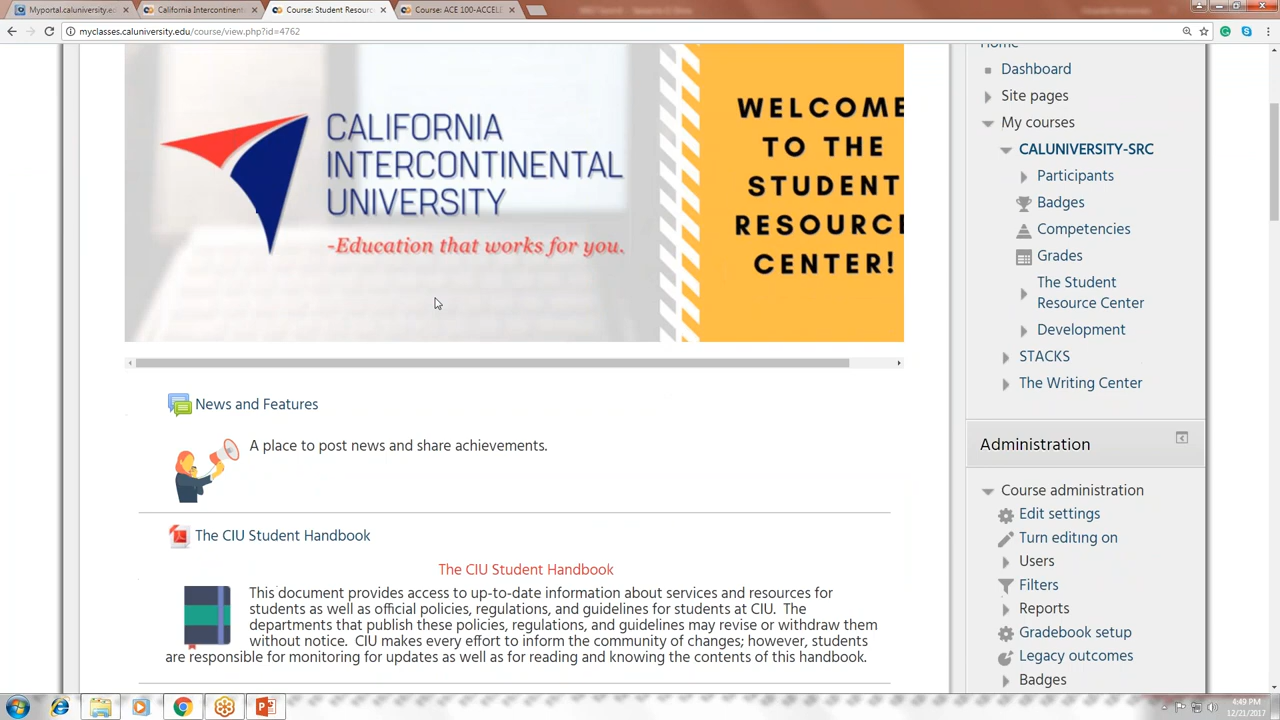 Myportal.caluniversity.e
California Intercontinent
Course: Student Resourc
Course: ACE 100-ACCELE
myclasses.caluniversity.edu/course/view.php?id=4762
CALIFORNIA
INTERCONTINENTAL
UNIVERSITY
-Education that works for you.
WELCOME
TO THE
STUDENT
RESOURCE
CENTER!
News and Features
A place to post news and share achievements.
The CIU Student Handbook
The CIU Student Handbook
This document provides access to up-to-date information about services and resources for
students as well as official policies, regulations, and guidelines for students at CIU. The
departments that publish these policies, regulations, and guidelines may revise or withdraw them
without notice. CIU makes every effort to inform the community of changes; however, students
are responsible for monitoring for updates as well as for reading and knowing the contents of this handbook.
Home
Dashboard
Site pages
My courses
CALUNIVERSITY-SRC
Participants
Badges
Competencies
Grades
The Student
Resource Center
Development
STACKS
The Writing Center
Administration
Course administration
Edit settings
Turn editing on
Users
Filters
Reports
Gradebook setup
Legacy outcomes
Badges
4:49 PM
12/21/2017